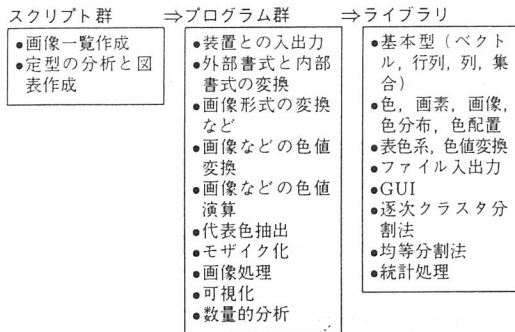 スクリプト群 ⇒プログラム群 ⇒ライブラリ
●画像一覧作成
●定型の分析と図
表作成
●装置との入出力
●外部書式と内部
書式の変換
●画像形式の変換
など
●画像などの色値
変換
●画像などの色値
演算
●代表色抽出
●モザイク化
●画像処理
●可視化
●数量的分析
●基本型(ベクト
ル,行列,列,集
合)
●色,画素,画像,
色分布,色配置
●表色系,色値変換
●ファイル入出力
●GUI
●逐次クラスタ分
割法
●均等分割法
●統計処理